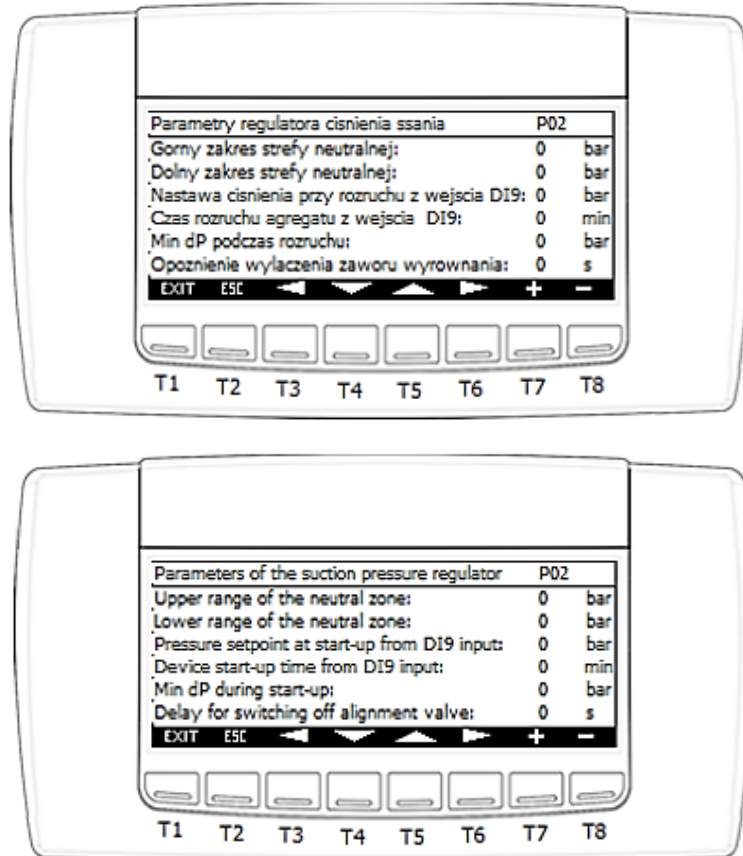 Parametry regulatora cisnienia ssania P02
Gorny zakres strefy neutralnej: 0 bar
Dolny zakres strefy neutralnej: 0 bar
Nastawa cisnienia przy rozruchu z wejscia DI9: 0 bar
Czas rozruchu agregatu z wejscia DI9: 0 min
Min dP podczas rozruchu: 0 bar
Opoznienie wylaczenia zaworu wyrownania: 0 s
EXIT ESC + -
T1 T2 T3 T4 T5 T6 T7 T8
Parameters of the suction pressure regulator P02
Upper range of the neutral zone: 0 bar
Lower range of the neutral zone: 0 bar
Pressure setpoint at start-up from DI9 input: 0 bar
Device start-up time from DI9 input: 0 min
Min dP during start-up: 0 bar
Delay for switching off alignment valve: 0 s
EXIT ESC + -
T1 T2 T3 T4 T5 T6 T7 T8